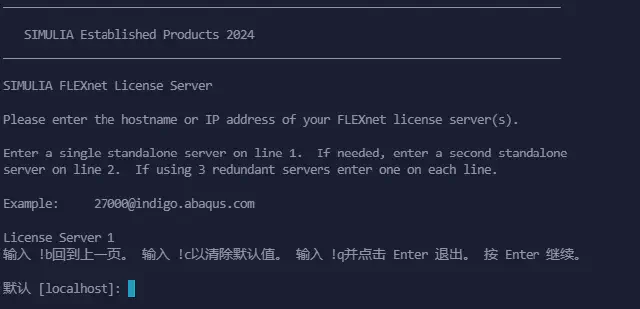 SIMULIA Established Products 2024
SIMULIA FLEXnet License Server
Please enter the hostname or IP address of your FLEXnet license server(s).
Enter a single standalone server on line 1. If needed, enter a second standalone
server on line 2. If using 3 redundant servers enter one on each line.
Example: 27000@indigo.abaqus.com
License Server 1
输入 !b回到上一页。 输入 !c以清除默认值。 输入 !q并点击 Enter 退出。 按 Enter 继续。
默认 [localhost]: